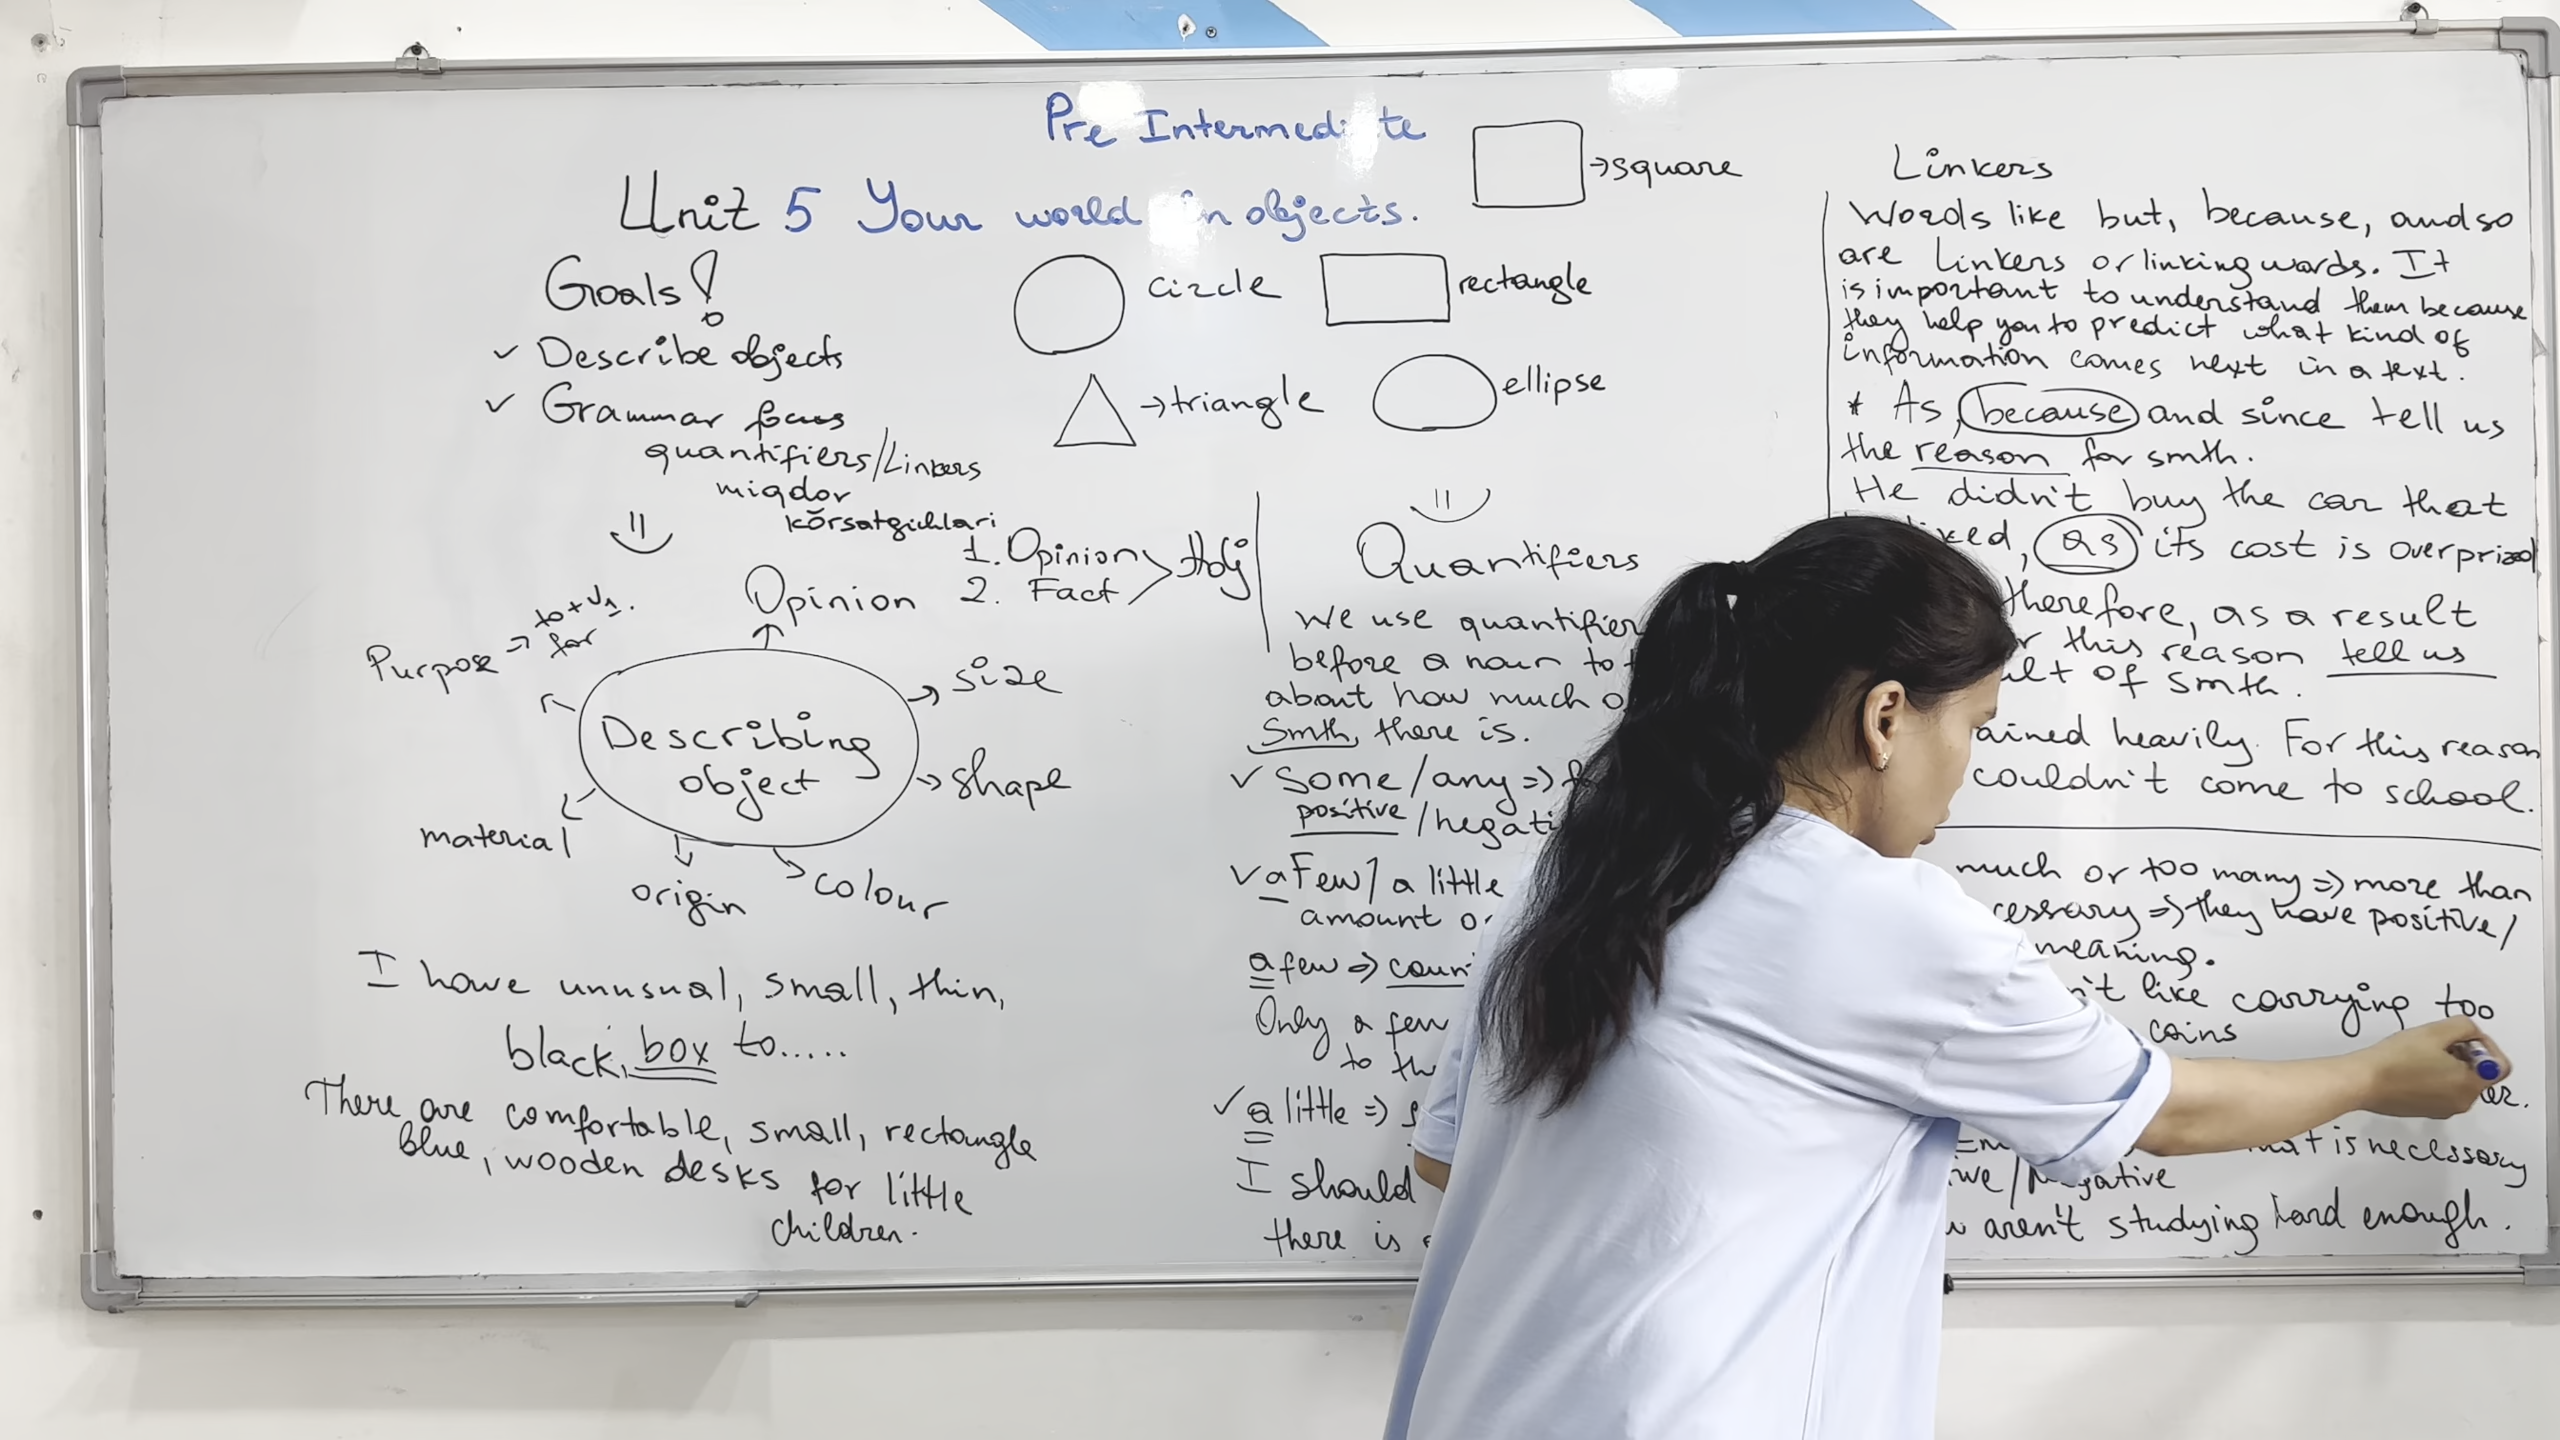 Pre Intermediate
Unit 5 Your world in objects.
→square
Goals!
✓ Describe objects
✓ Grammar focus
quantifiers/Linkers
miqdor
kŏrsatgichlari
circle
rectangle
→triangle
ellipse
1. Opinion
2. Fact
Opinion
Purpose → to + V1.
for
size
shape
colour
origin
material
Describing
object
I have unusual, small, thin,
black, box to.....
There are comfortable, small, rectangle
blue, wooden desks for little
children.
Quantifiers
We use quantifier
before a noun to
about how much
smth, there is.
✓ some/any =>
positive /negati
✓ a Few/ a little
amount
a few => coun
Only a few
to th
✓ a little =>
I should
there is
Linkers
Words like but, because, and so
are Linkers or linking words. It
is important to understand them because
they help you to predict what kind of
information comes next in a text.
* As, because and since tell us
the reason for smth.
He didn't buy the car that
ked, as its cost is overprized
therefore, as a result
r this reason tell us
ult of smth.
ained heavily. For this reason
couldn't come to school.
much or too many => more than
cessary => they have positive/
meaning.
n't like carrying too
coins
is necessary
ive/negative
aren't studying hard enough.